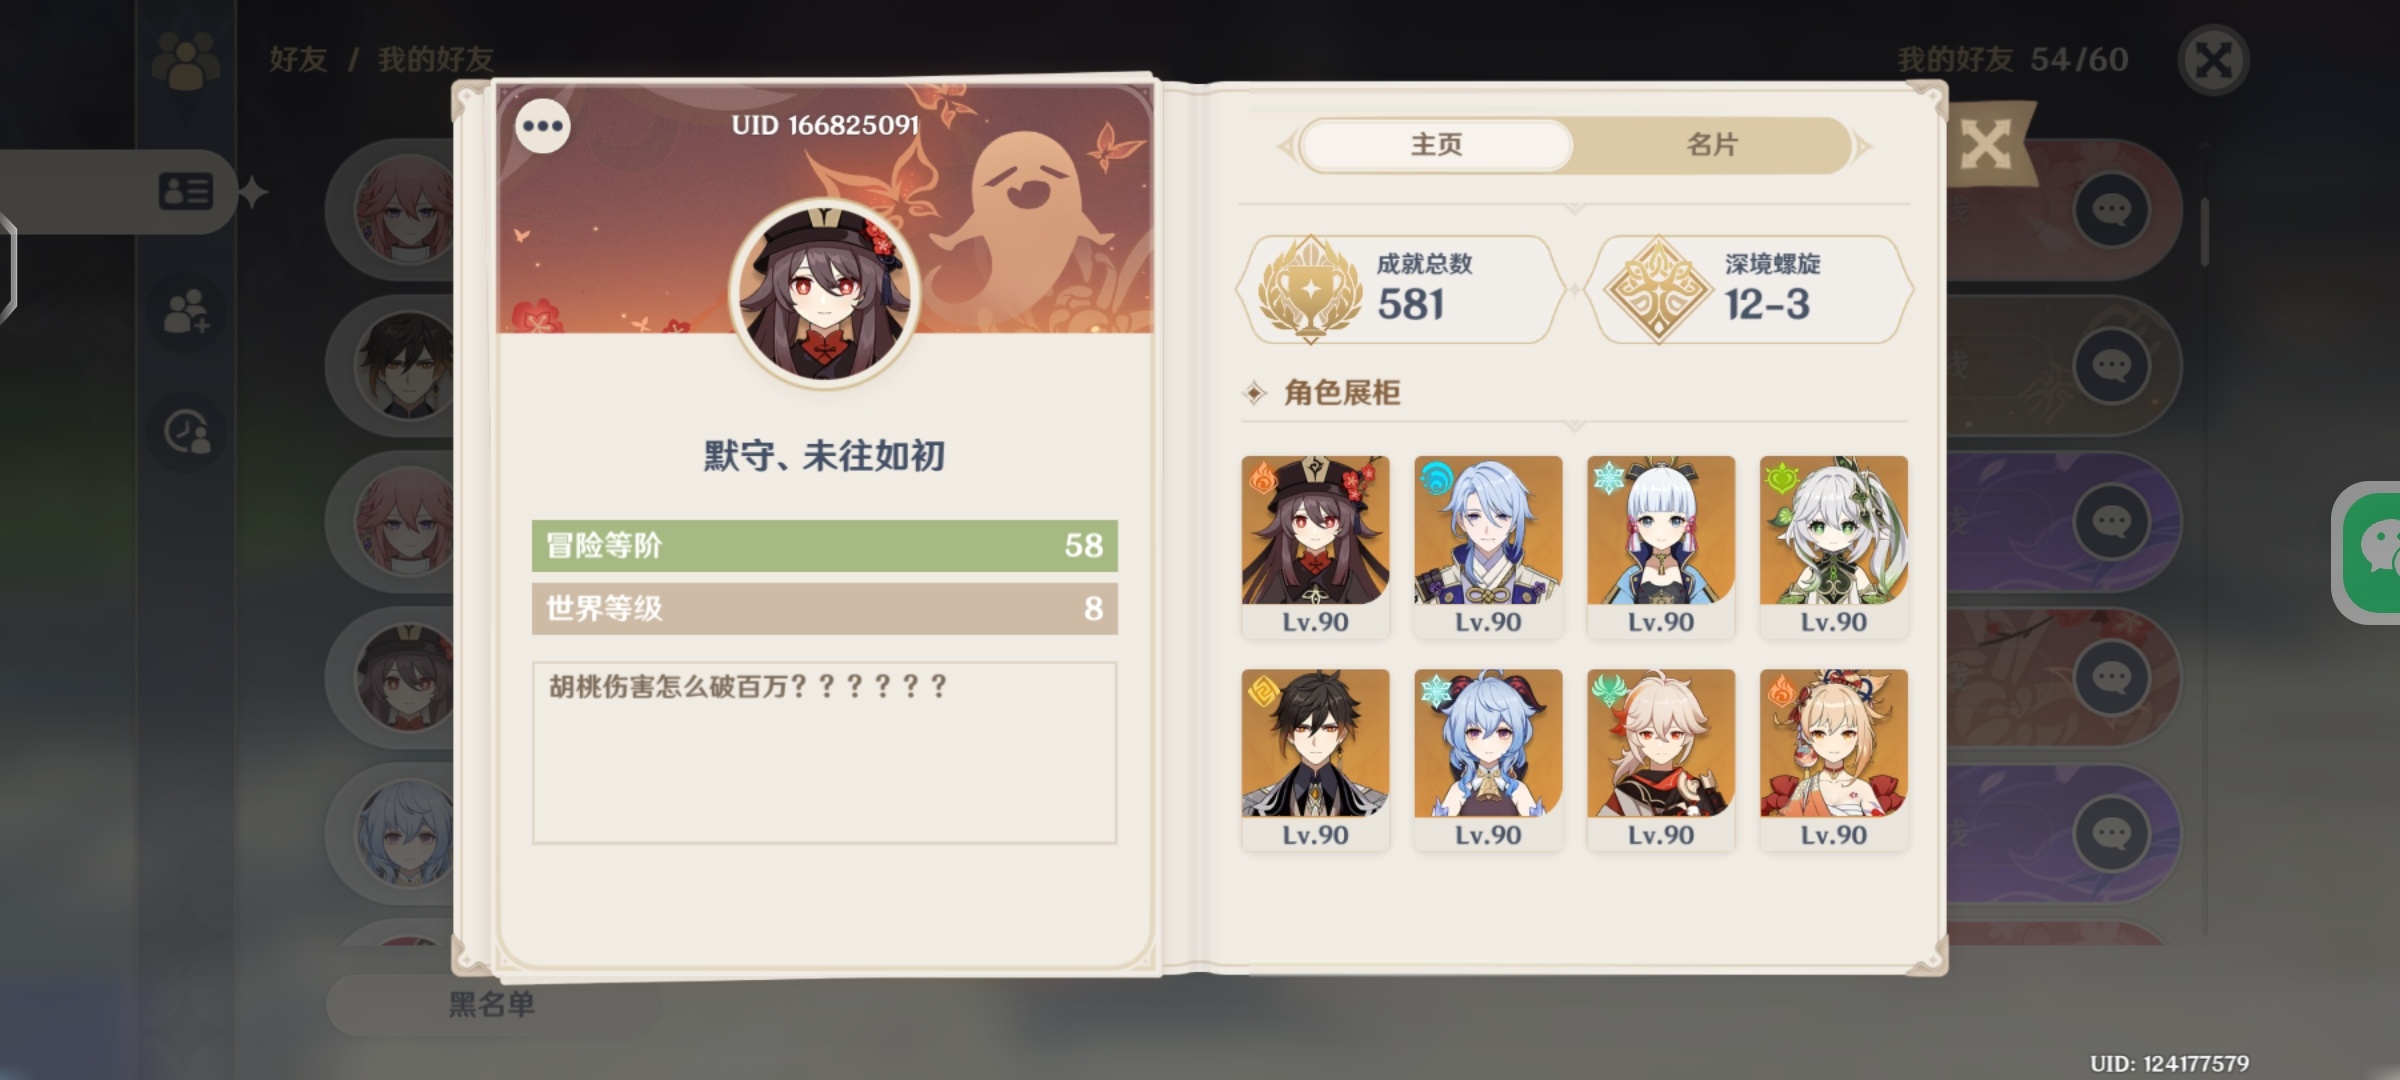 好友 / 我的好友
我的好友 54/60
UID 166825091
默守、未往如初
冒险等阶 58
世界等级 8
胡桃伤害怎么破百万？？？？？？
主页
名片
成就总数
581
深境螺旋
12-3
角色展柜
Lv.90
Lv.90
Lv.90
Lv.90
Lv.90
Lv.90
Lv.90
Lv.90
黑名单
UID: 124177579